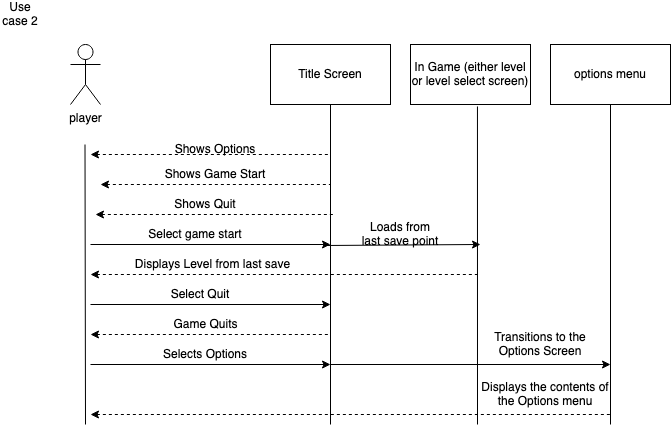 Use
case 2
player
Title Screen
In Game (either level
or level select screen)
options menu
Shows Options
Shows Game Start
Shows Quit
Select game start
Loads from
last save point
Displays Level from last save
Select Quit
Game Quits
Selects Options
Transitions to the
Options Screen
Displays the contents of
the Options menu